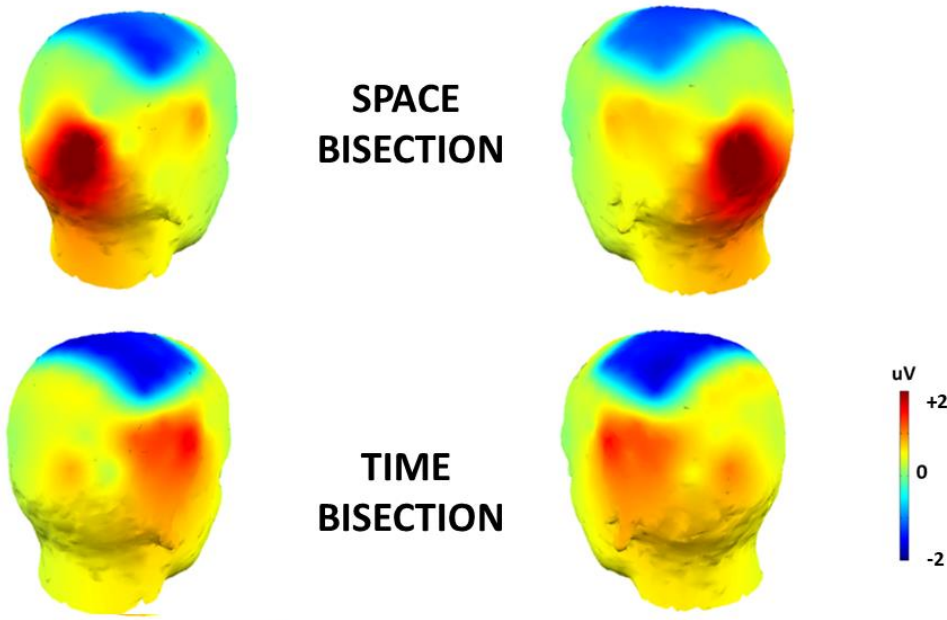 SPACE
BISECTION
TIME
BISECTION
uV
+2
0
-2